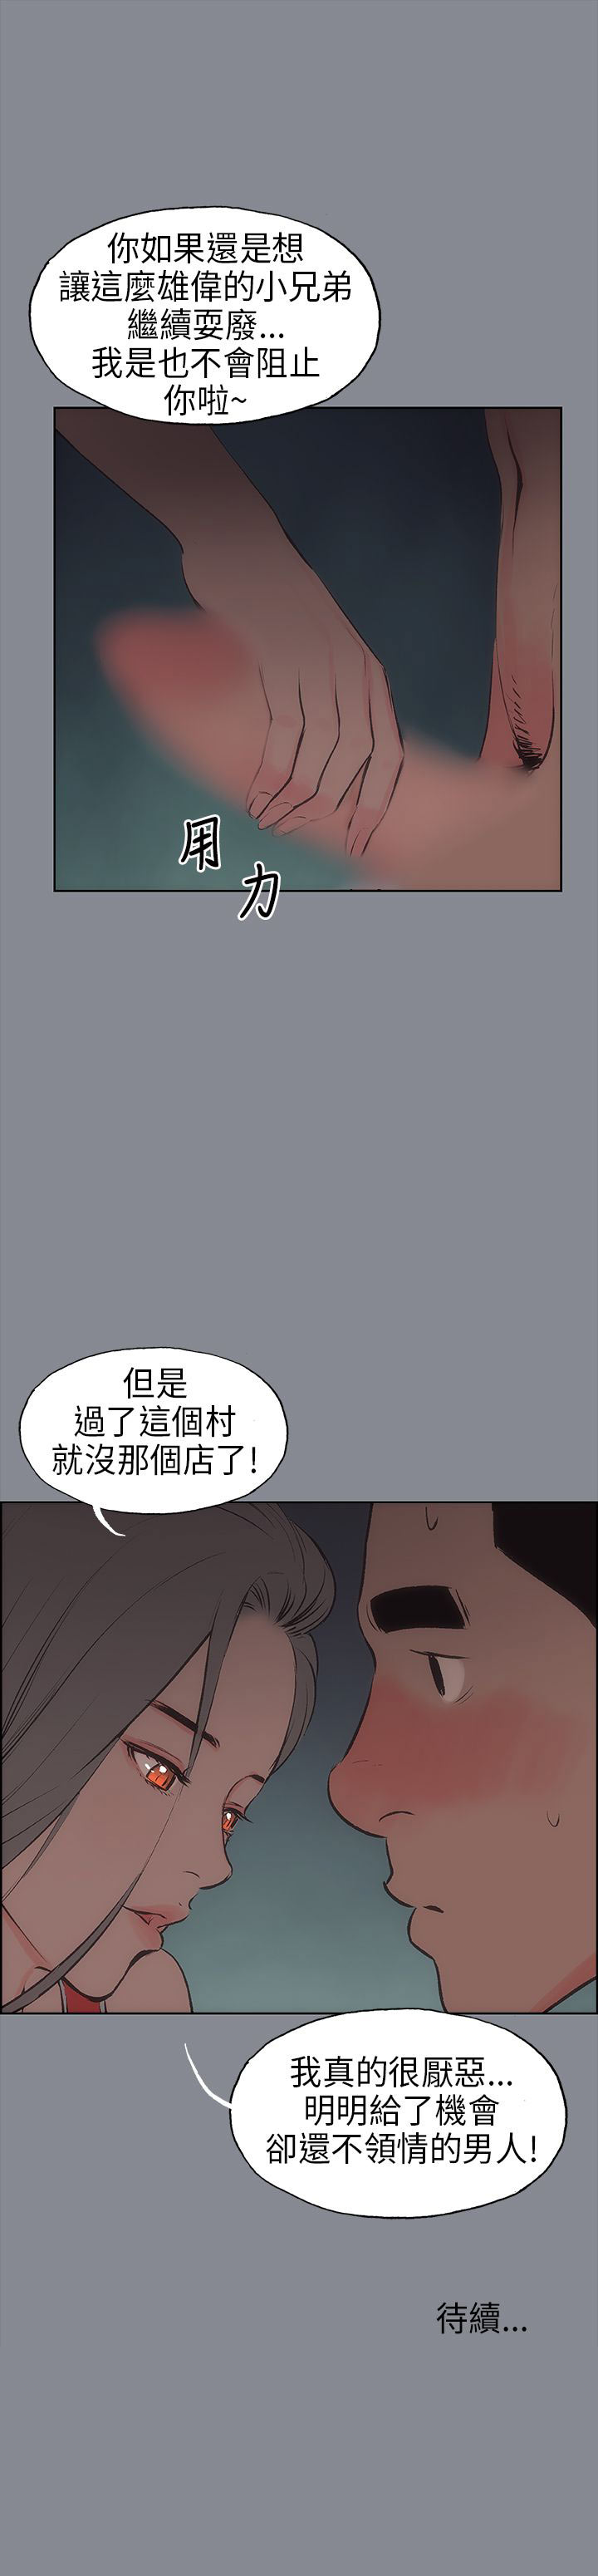 你如果還是想
讓這麼雄偉的小兄弟
繼續耍廢...
我是也不會阻止
你啦~
用
力
但是
過了這個村
就沒那個店了!
我真的很厭惡...
明明給了機會
卻還不領情的男人!
待續...